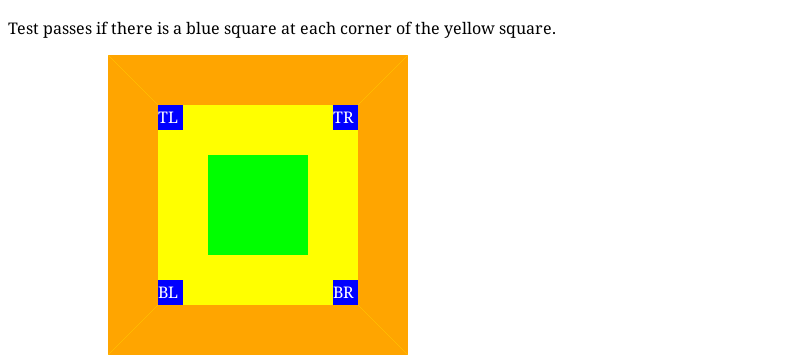 Test passes if there is a blue square at each corner of the yellow square.
TL TR
BL BR